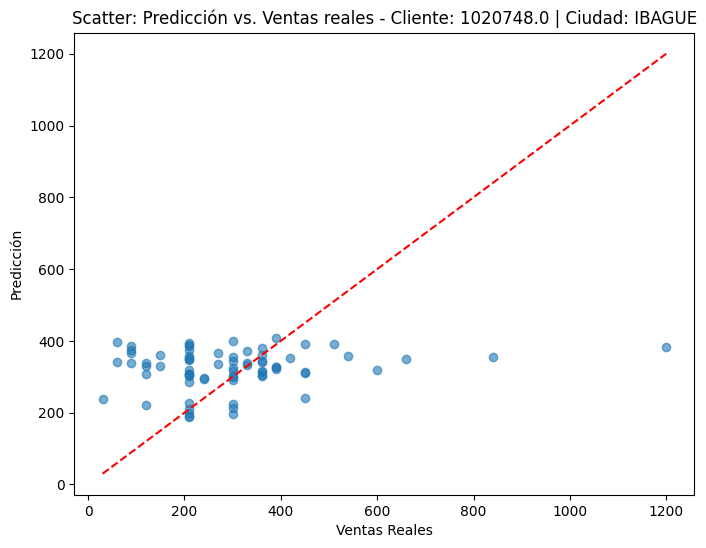 Scatter: Predicción vs. Ventas reales - Cliente: 1020748.0 | Ciudad: IBAGUE
1200
1000
800
600
400
200
0
Predicción
0 200 400 600 800 1000 1200
Ventas Reales